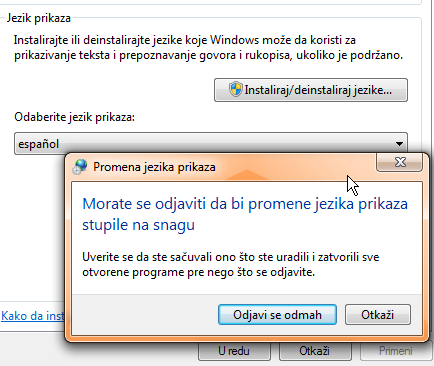 Jezik prikaza
Instalirajte ili deinstalirajte jezike koje Windows može da koristi za
prikazivanje teksta i prepoznavanje govora i rukopisa, ukoliko je podržano.
Instaliraj/deinstaliraj jezike...
Odaberite jezik prikaza:
español
Promena jezika prikaza
Morate se odjaviti da bi promene jezika prikaza
stupile na snagu
Uverite se da ste sačuvali ono što ste uradili i zatvorili sve
otvorene programe pre nego što se odjavite.
Odjavi se odmah
Otkaži
Kako da inst
U redu
Otkaži
Primeni